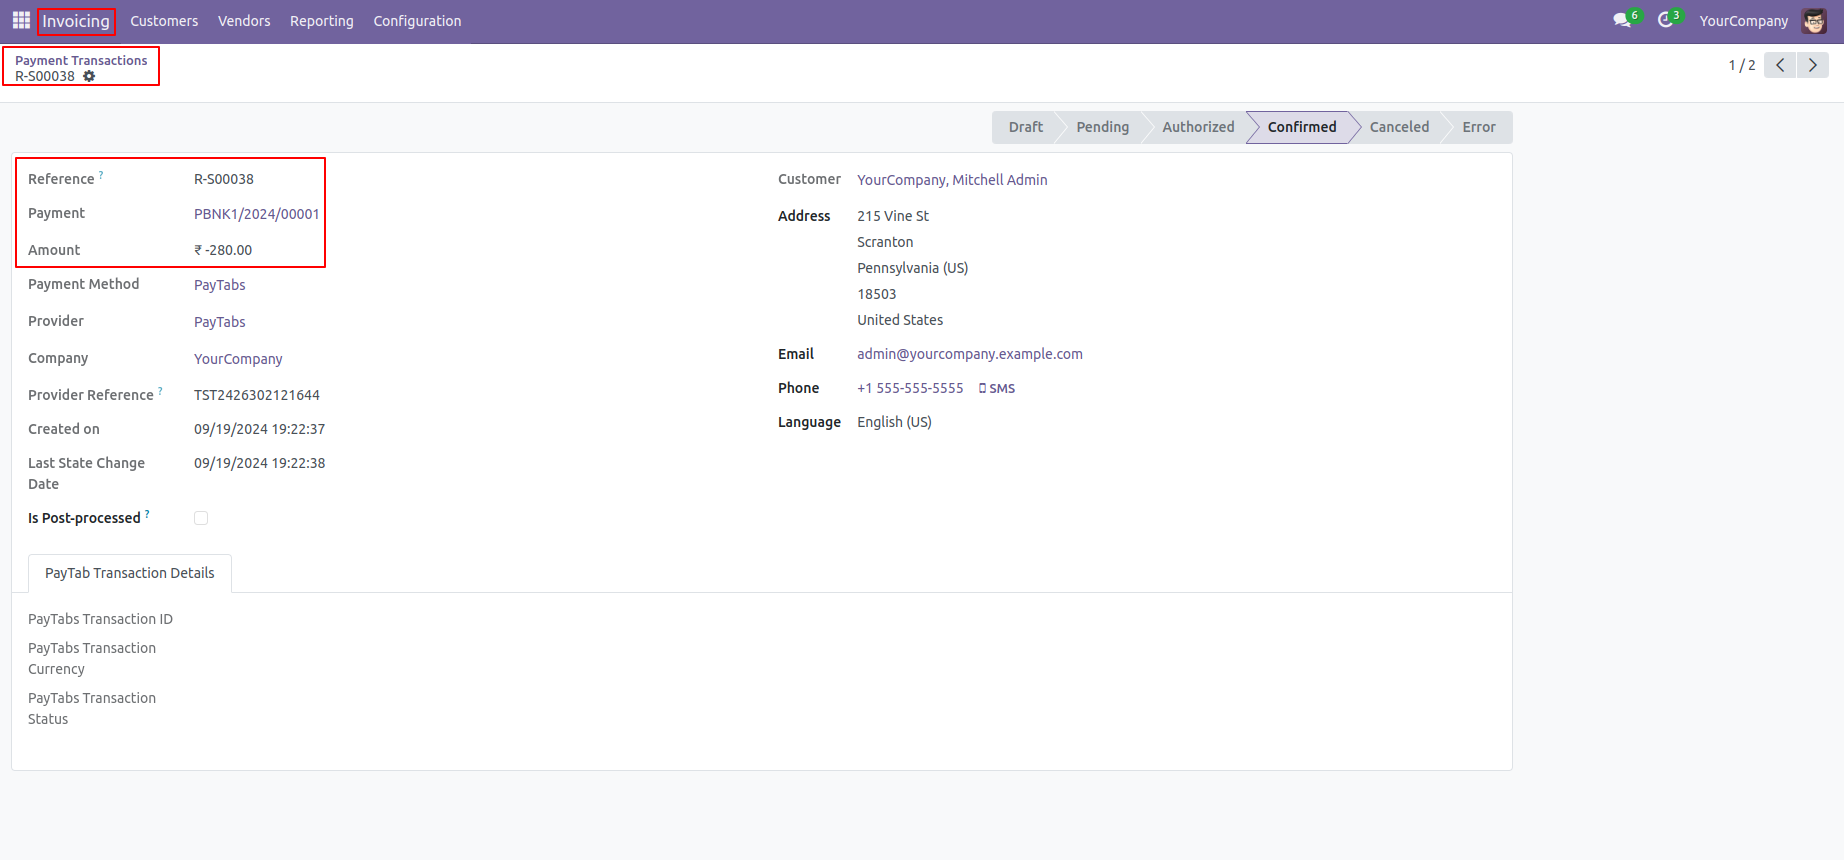 Invoicing Customers Vendors Reporting Configuration 6 3 YourCompany
Payment Transactions
R-S00038
1 / 2
Draft Pending Authorized Confirmed Canceled Error
Reference ? R-S00038
Payment PBNK1/2024/00001
Amount ₹ -280.00
Payment Method PayTabs
Provider PayTabs
Company YourCompany
Provider Reference ? TST2426302121644
Created on 09/19/2024 19:22:37
Last State Change 09/19/2024 19:22:38
Date
Is Post-processed ?
Customer YourCompany, Mitchell Admin
Address 215 Vine St
Scranton
Pennsylvania (US)
18503
United States
Email admin@yourcompany.example.com
Phone +1 555-555-5555 SMS
Language English (US)
PayTab Transaction Details
PayTabs Transaction ID
PayTabs Transaction
Currency
PayTabs Transaction
Status